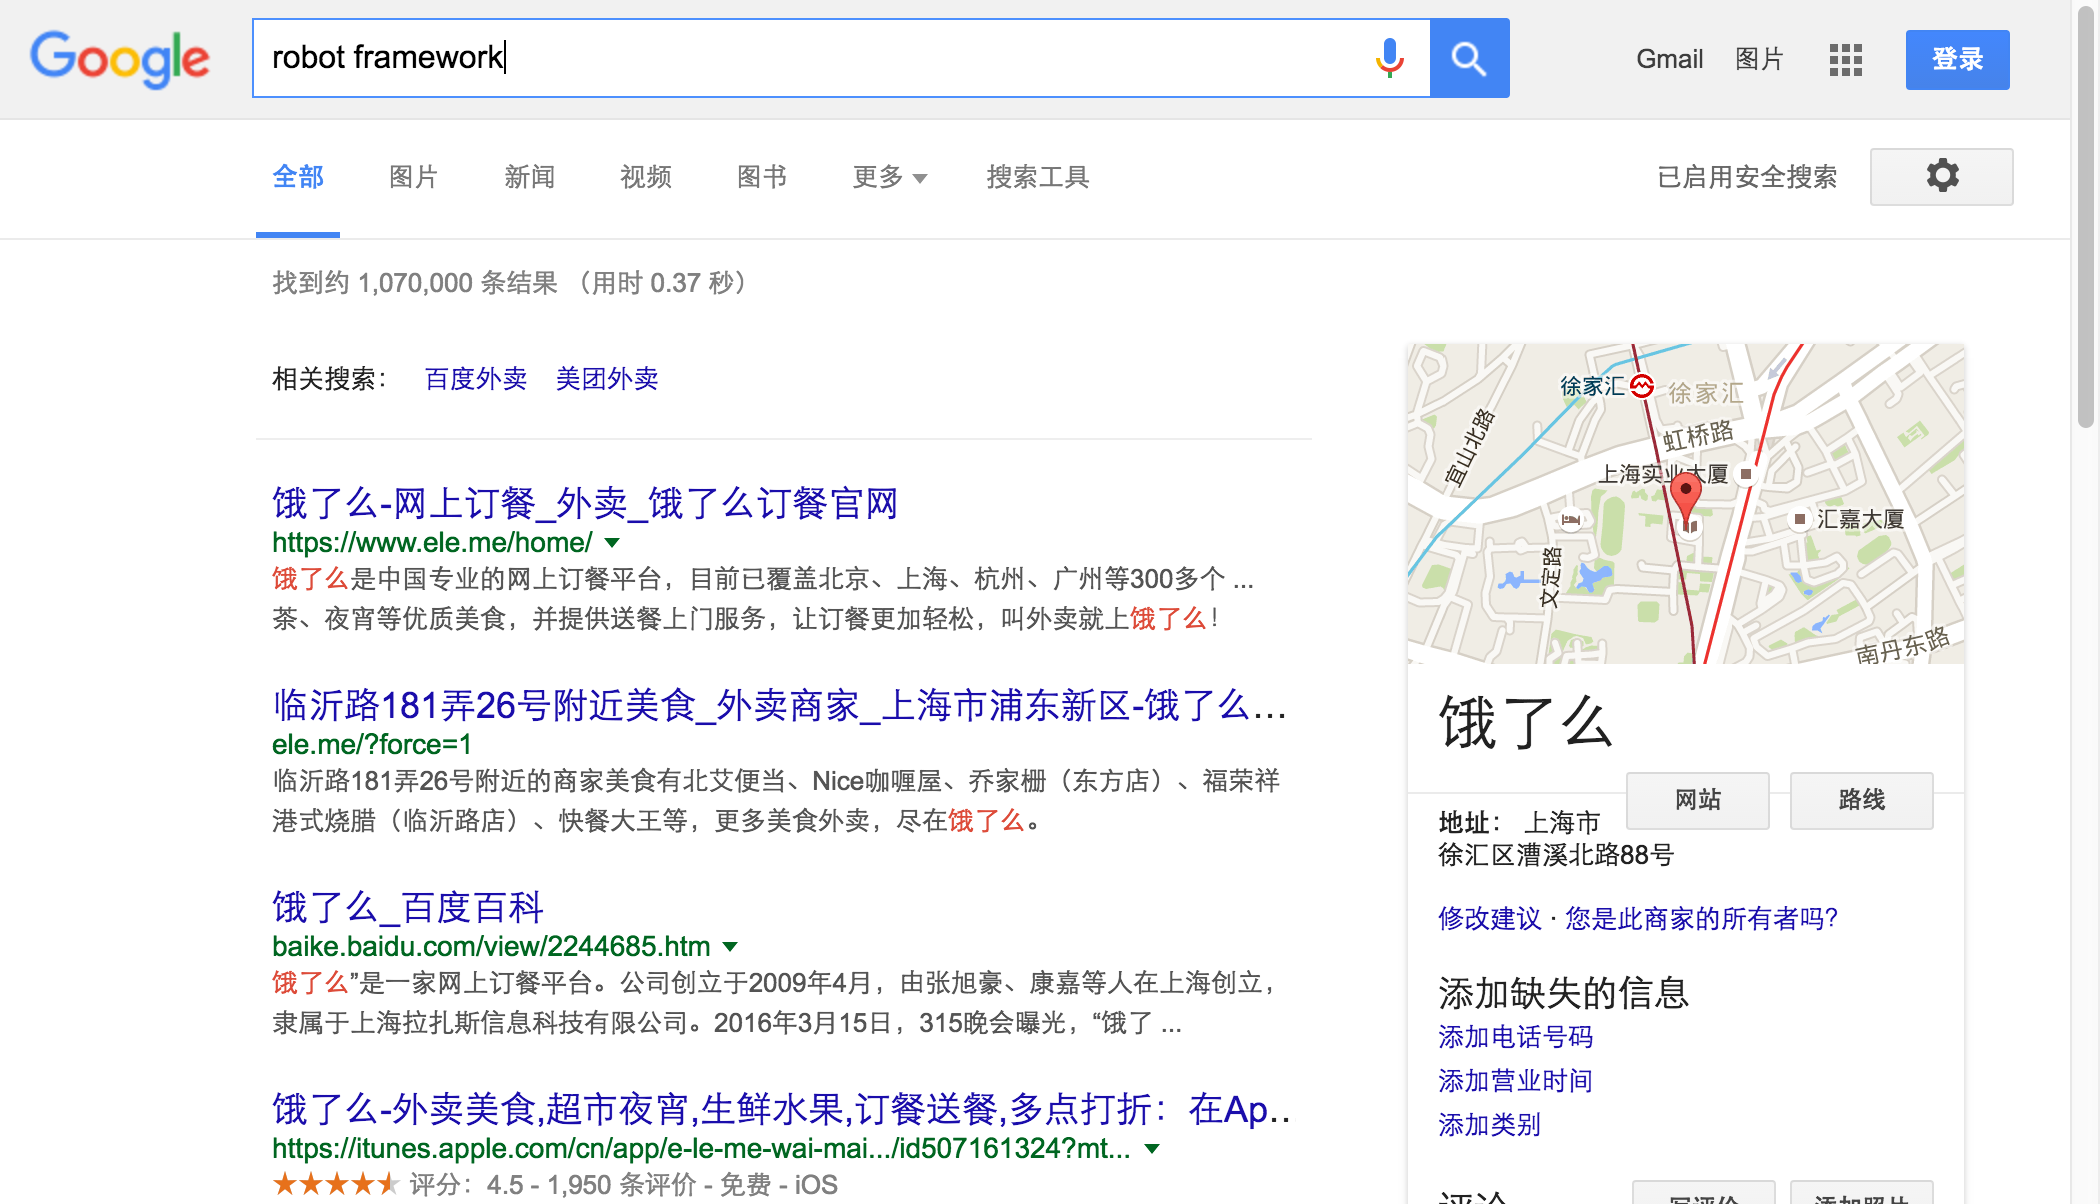 Google
robot framework
Gmail 图片 登录
全部 图片 新闻 视频 图书 更多 搜索工具 已启用安全搜索
找到约 1,070,000 条结果 （用时 0.37 秒）
相关搜索： 百度外卖 美团外卖
饿了么-网上订餐_外卖_饿了么订餐官网
https://www.ele.me/home/
饿了么是中国专业的网上订餐平台，目前已覆盖北京、上海、杭州、广州等300多个 ...
茶、夜宵等优质美食，并提供送餐上门服务，让订餐更加轻松，叫外卖就上饿了么！
临沂路181弄26号附近美食_外卖商家_上海市浦东新区-饿了么...
ele.me/?force=1
临沂路181弄26号附近的商家美食有北艾便当、Nice咖喱屋、乔家栅（东方店）、福荣祥
港式烧腊（临沂路店）、快餐大王等，更多美食外卖，尽在饿了么。
饿了么_百度百科
baike.baidu.com/view/2244685.htm
饿了么”是一家网上订餐平台。公司创立于2009年4月，由张旭豪、康嘉等人在上海创立，
隶属于上海拉扎斯信息科技有限公司。2016年3月15日，315晚会曝光，“饿了 ...
饿了么-外卖美食,超市夜宵,生鲜水果,订餐送餐,多点打折：在Ap..
https://itunes.apple.com/cn/app/e-le-me-wai-mai.../id507161324?mt...
评分：4.5 - 1,950 条评价 - 免费 - iOS
徐家汇 徐家汇
宜山北路
虹桥路
上海实业大厦
汇嘉大厦
文定路
南丹东路
饿了么
网站 路线
地址： 上海市
徐汇区漕溪北路88号
修改建议 · 您是此商家的所有者吗?
添加缺失的信息
添加电话号码
添加营业时间
添加类别
评论 写评价 添加照片